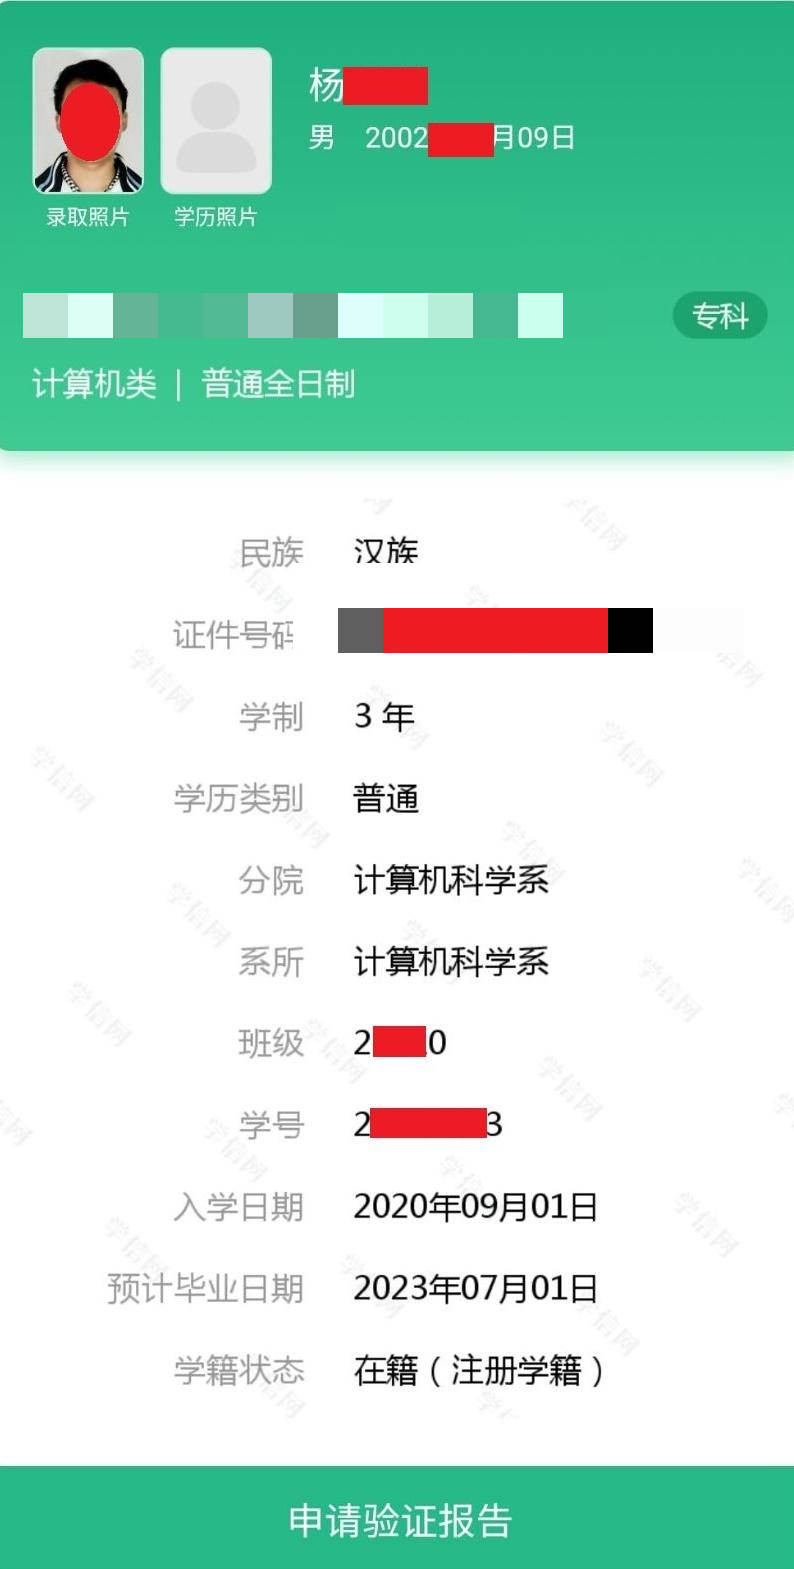 杨
男 2002 月09日
录取照片 学历照片
专科
计算机类 | 普通全日制
民族 汉族
证件号码
学制 3 年
学历类别 普通
分院 计算机科学系
系所 计算机科学系
班级 2 0
学号 2 3
入学日期 2020年09月01日
预计毕业日期 2023年07月01日
学籍状态 在籍（注册学籍）
申请验证报告
学信网